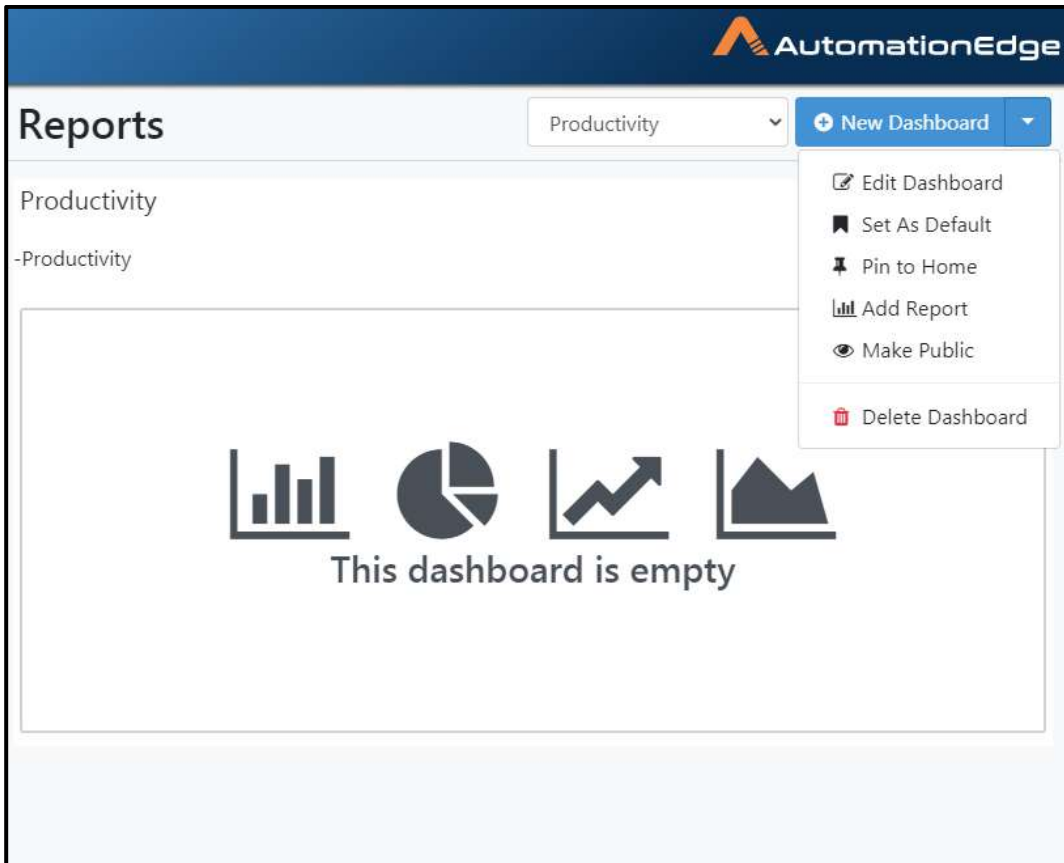 AutomationEdge
Reports
Productivity
New Dashboard
Edit Dashboard
Set As Default
Pin to Home
Add Report
Make Public
Delete Dashboard
Productivity
-Productivity
This dashboard is empty